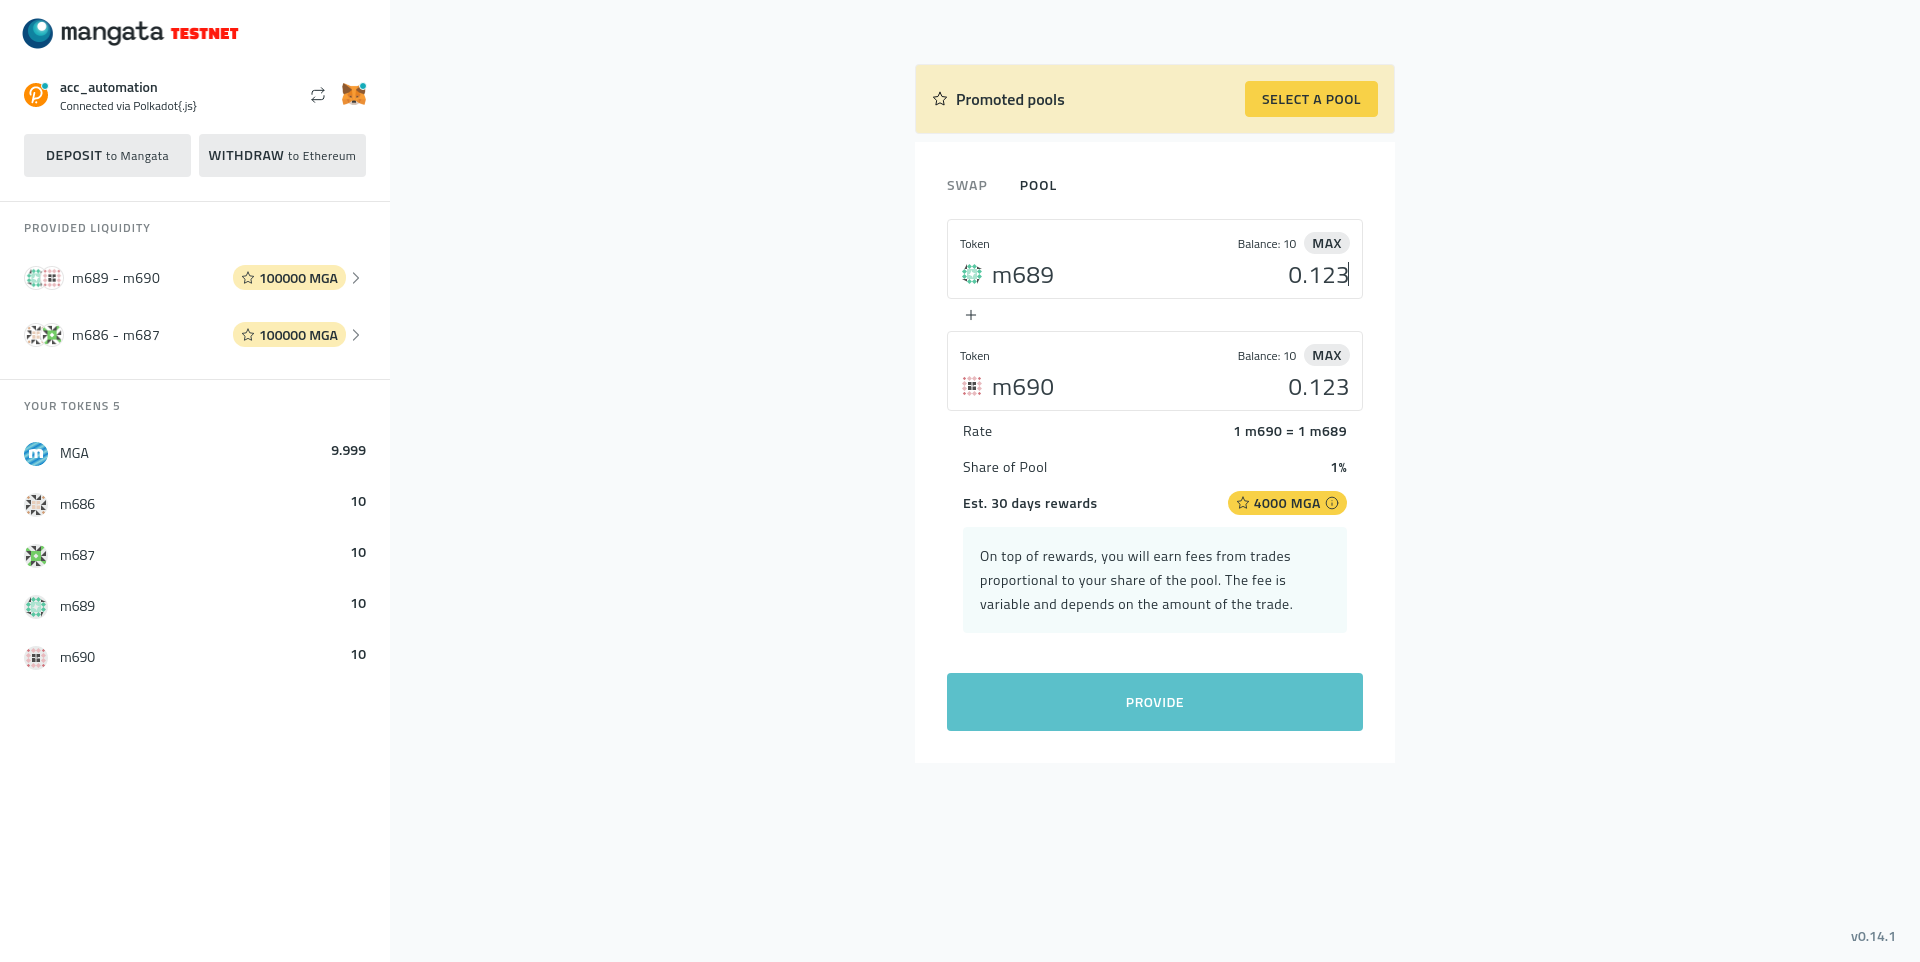 mangata TESTNET
acc_automation
Connected via Polkadot{.js}
DEPOSIT to Mangata
WITHDRAW to Ethereum
PROVIDED LIQUIDITY
m689 - m690
100000 MGA
m686 - m687
100000 MGA
YOUR TOKENS 5
MGA
9.999
m686
10
m687
10
m689
10
m690
10
Promoted pools
SELECT A POOL
SWAP
POOL
Token
Balance: 10
MAX
m689
0.123
+
Token
Balance: 10
MAX
m690
0.123
Rate
1 m690 = 1 m689
Share of Pool
1%
Est. 30 days rewards
4000 MGA
On top of rewards, you will earn fees from trades
proportional to your share of the pool. The fee is
variable and depends on the amount of the trade.
PROVIDE
v0.14.1